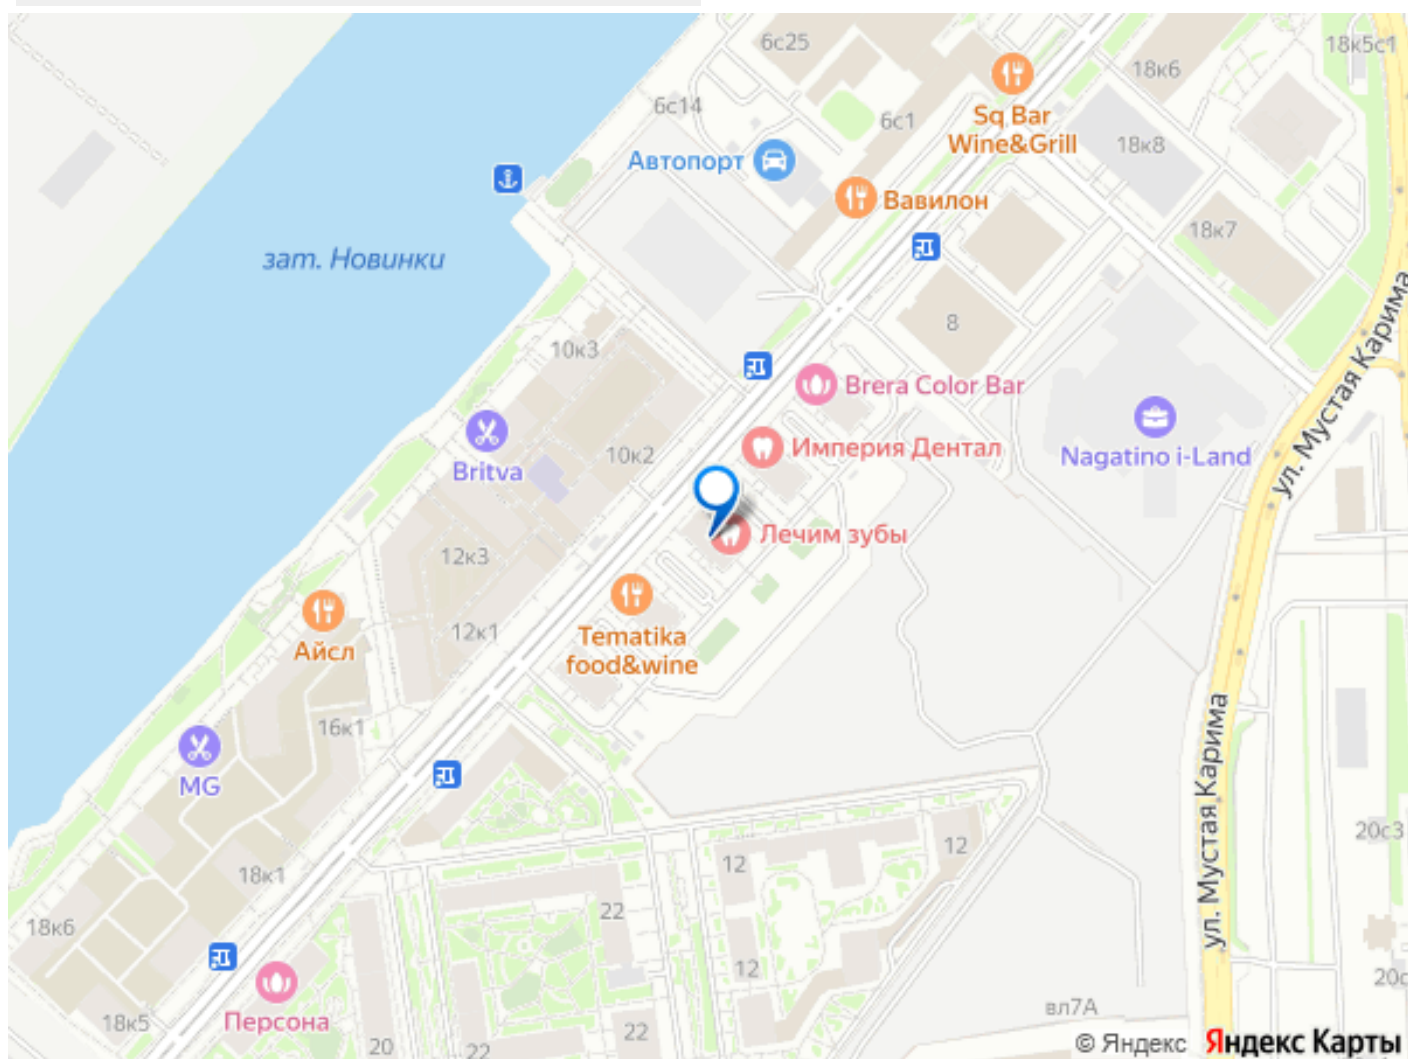 6с25
18к5с1
18к6
6с14
6с1
Sq Bar
Wine&Grill
18к8
Автопорт
Вавилон
18к7
зат. Новинки
8
10к3
ул. Мустая Карима
Brera Color Bar
10к2
Империя Дентал
Nagatino i-Land
Britva
Лечим зубы
12к3
12к1
Айсл
Tematika
food&wine
16к1
MG
ул. Мустая Карима
20с3
12
12
18к1
22
18к6
12
20с
вл7А
18к5
Персона
22
20
22
© Яндекс Яндекс Карты